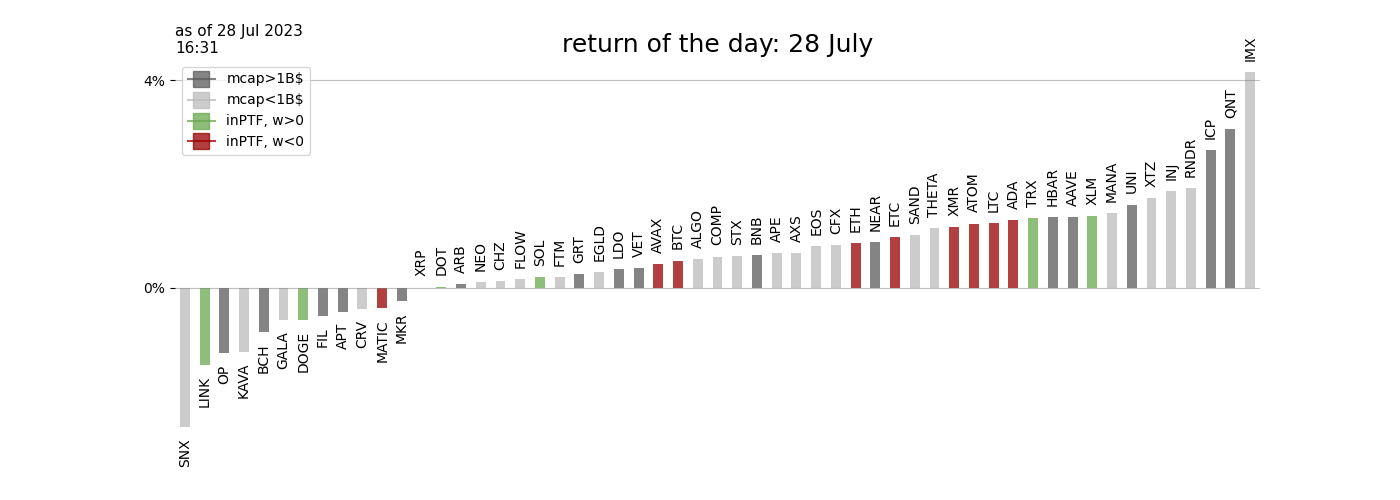 as of 28 Jul 2023
16:31
return of the day: 28 July
mcap>1B$
mcap<1B$
inPTF, w>0
inPTF, w<0
4%
0%
SNX
LINK
OP
KAVA
BCH
GALA
DOGE
FIL
APT
CRV
MATIC
MKR
XRP
DOT
ARB
NEO
CHZ
FLOW
SOL
FTM
GRT
EGLD
LDO
VET
AVAX
BTC
ALGO
COMP
STX
BNB
APE
AXS
EOS
CFX
ETH
NEAR
ETC
SAND
THETA
XMR
ATOM
LTC
ADA
TRX
HBAR
AAVE
XLM
MANA
UNI
XTZ
INJ
RNDR
ICP
QNT
IMX